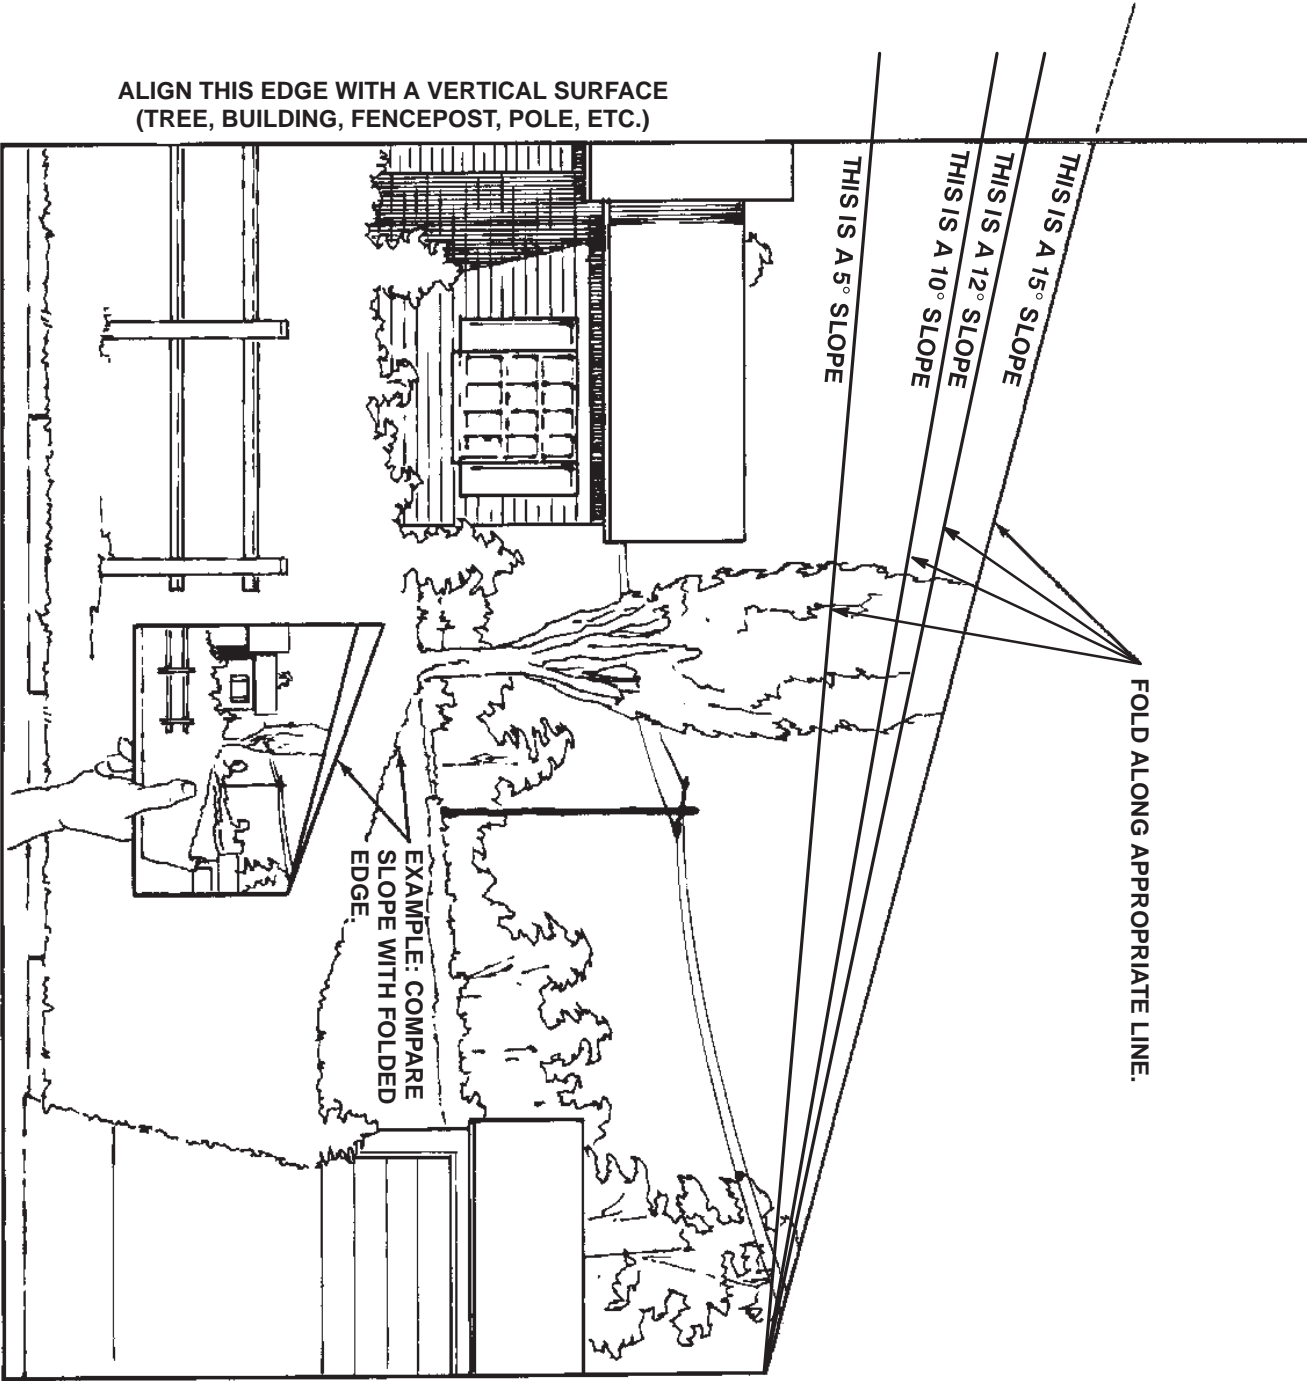 ALIGN THIS EDGE WITH A VERTICAL SURFACE
(TREE, BUILDING, FENCEPOST, POLE, ETC.)
THIS IS A 5° SLOPE
THIS IS A 10° SLOPE
THIS IS A 12° SLOPE
THIS IS A 15° SLOPE
FOLD ALONG APPROPRIATE LINE.
EXAMPLE: COMPARE
SLOPE WITH FOLDED
EDGE.